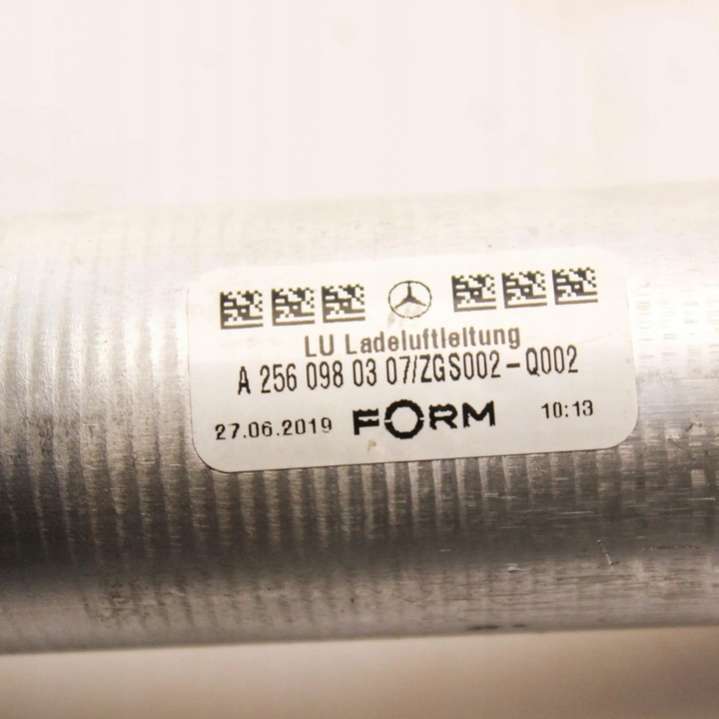 LU Ladeluftleitung
A 256 098 03 07/ZGS002-Q002
27.06.2019 FORM 10:13